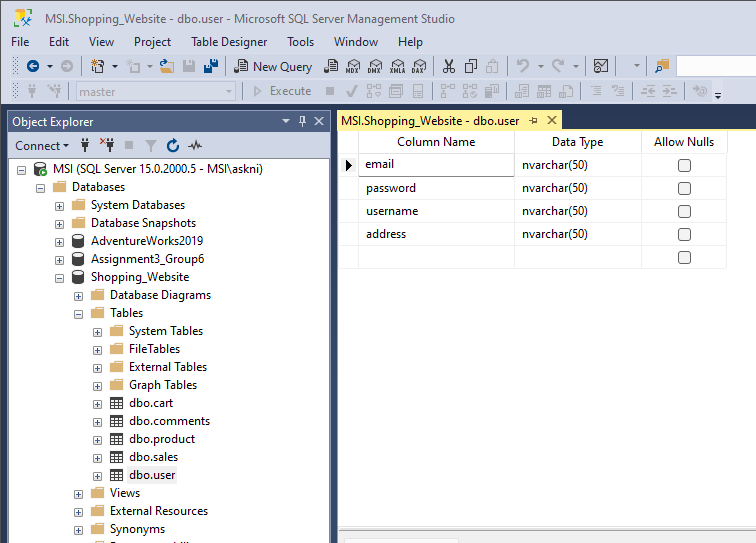 MSI.Shopping_Website - dbo.user - Microsoft SQL Server Management Studio
File Edit View Project Table Designer Tools Window Help
New Query MDX DMX XMLA DAX
master Execute
Object Explorer
MSI.Shopping_Website - dbo.user
Connect
Column Name Data Type Allow Nulls
MSI (SQL Server 15.0.2000.5 - MSI\askni)
email nvarchar(50)
Databases
password nvarchar(50)
System Databases
username nvarchar(50)
Database Snapshots
address nvarchar(50)
AdventureWorks2019
Assignment3_Group6
Shopping_Website
Database Diagrams
Tables
System Tables
FileTables
External Tables
Graph Tables
dbo.cart
dbo.comments
dbo.product
dbo.sales
dbo.user
Views
External Resources
Synonyms